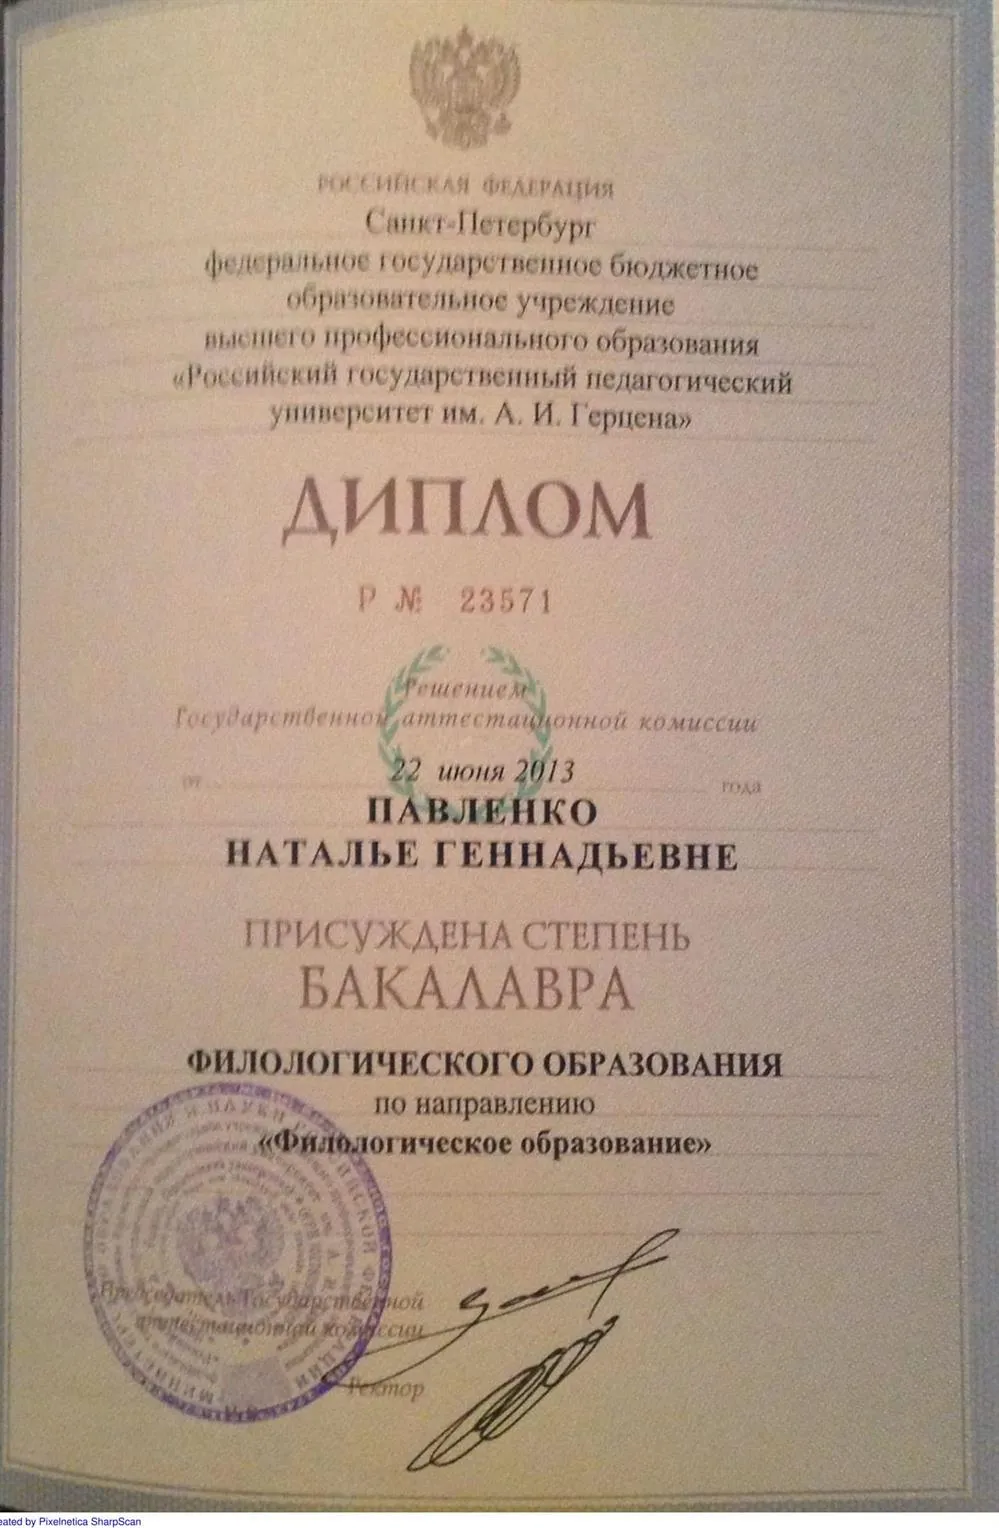 РОССИЙСКАЯ ФЕДЕРАЦИЯ
Санкт-Петербург
федеральное государственное бюджетное
образовательное учреждение
высшего профессионального образования
«Российский государственный педагогический
университет им. А. И. Герцена»
ДИПЛОМ
Р № 23571
Решением
Государственной аттестационной комиссии
от 22 июня 2013 года
ПАВЛЕНКО
НАТАЛЬЕ ГЕННАДЬЕВНЕ
ПРИСУЖДЕНА СТЕПЕНЬ
БАКАЛАВРА
ФИЛОЛОГИЧЕСКОГО ОБРАЗОВАНИЯ
по направлению
«Филологическое образование»
Председатель Государственной
аттестационной комиссии
Ректор
eated by Pixelnetica SharpScan